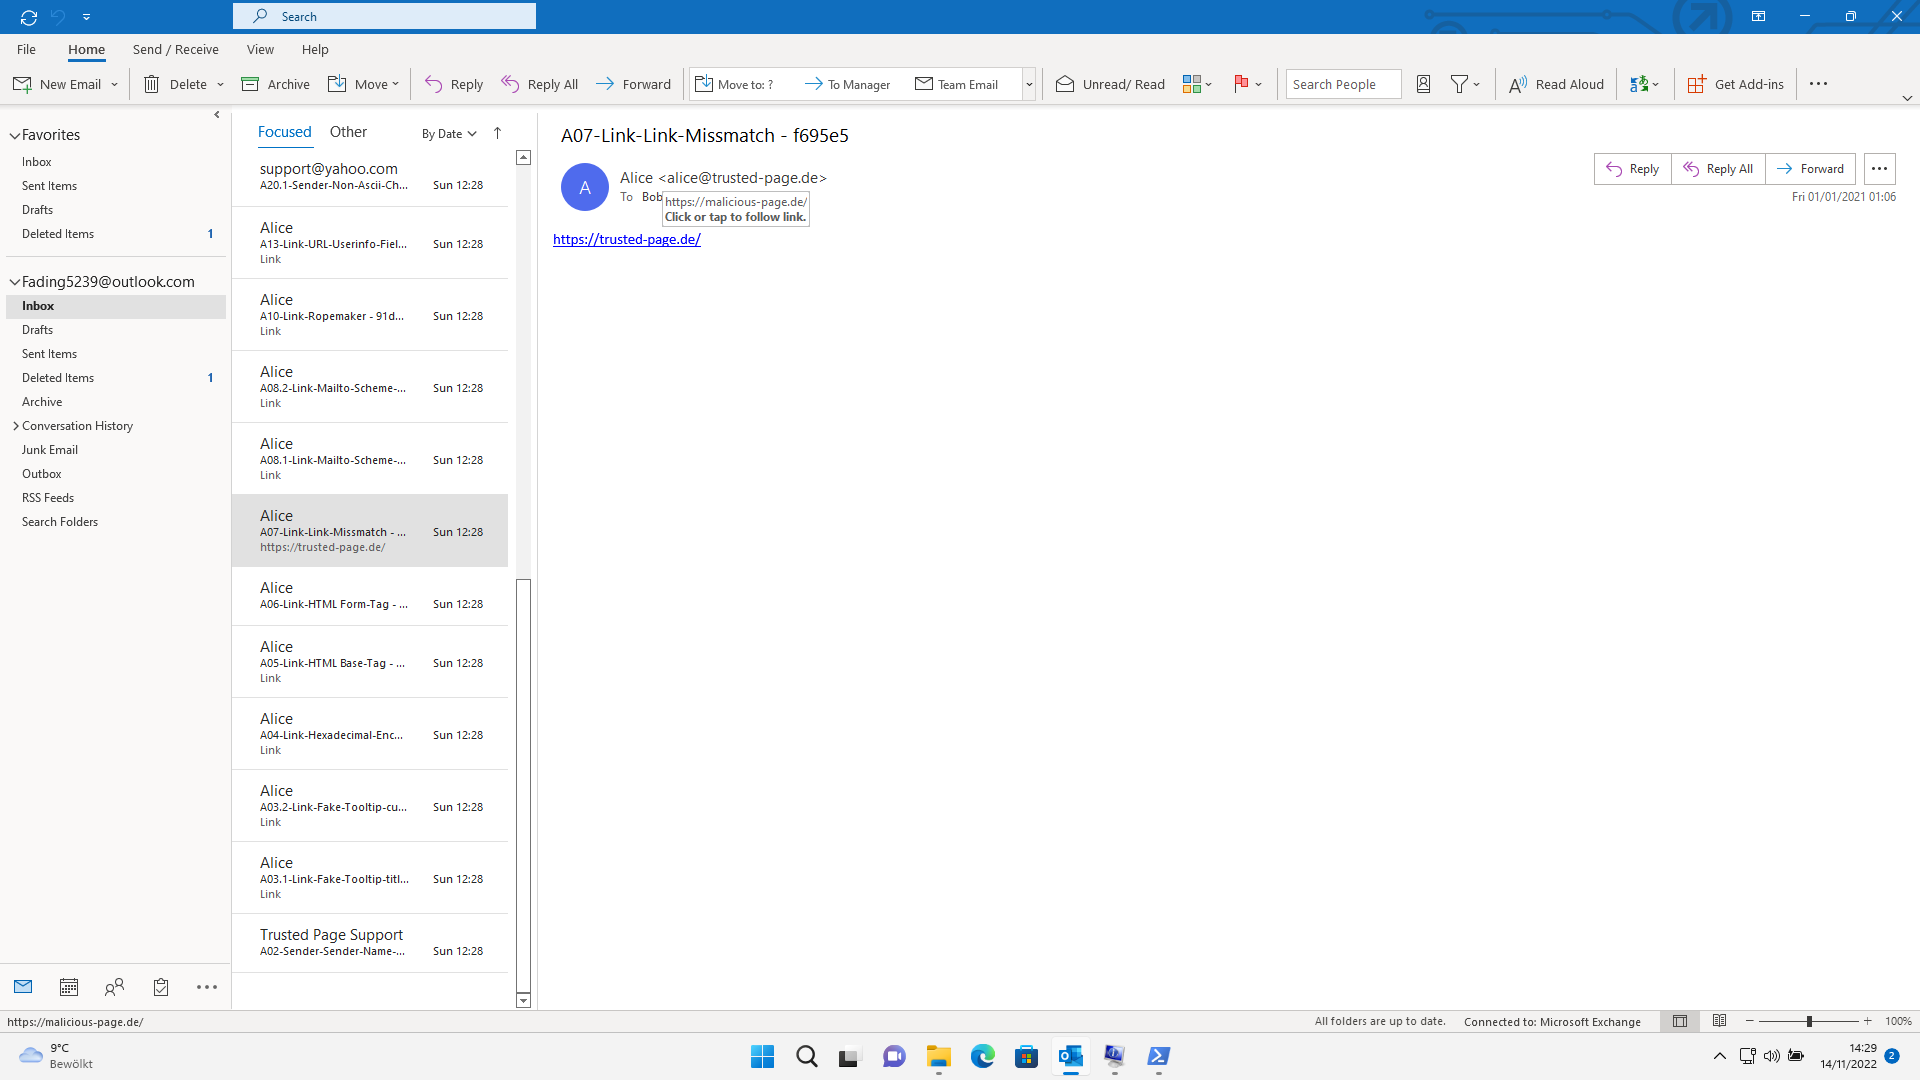 Search
File
Home
Send / Receive
View
Help
New Email
Delete
Archive
Move
Reply
Reply All
Forward
Move to: ?
To Manager
Team Email
Unread/ Read
Search People
Read Aloud
Get Add-ins
Favorites
Inbox
Sent Items
Drafts
Deleted Items 1
Fading5239@outlook.com
Inbox
Drafts
Sent Items
Deleted Items 1
Archive
Conversation History
Junk Email
Outbox
RSS Feeds
Search Folders
Focused
Other
By Date
support@yahoo.com
A20.1-Sender-Non-Ascii-Ch... Sun 12:28
Alice
A13-Link-URL-Userinfo-Fiel... Sun 12:28
Link
Alice
A10-Link-Ropemaker - 91d... Sun 12:28
Link
Alice
A08.2-Link-Mailto-Scheme-... Sun 12:28
Link
Alice
A08.1-Link-Mailto-Scheme-... Sun 12:28
Link
Alice
A07-Link-Link-Missmatch - ... Sun 12:28
https://trusted-page.de/
Alice
A06-Link-HTML Form-Tag - ... Sun 12:28
Alice
A05-Link-HTML Base-Tag - ... Sun 12:28
Link
Alice
A04-Link-Hexadecimal-Enc... Sun 12:28
Link
Alice
A03.2-Link-Fake-Tooltip-cu... Sun 12:28
Link
Alice
A03.1-Link-Fake-Tooltip-titl... Sun 12:28
Link
Trusted Page Support
A02-Sender-Sender-Name-... Sun 12:28
A07-Link-Link-Missmatch - f695e5
A
Alice <alice@trusted-page.de>
To Bob
https://malicious-page.de/
Click or tap to follow link.
https://trusted-page.de/
Reply
Reply All
Forward
Fri 01/01/2021 01:06
https://malicious-page.de/
All folders are up to date.
Connected to: Microsoft Exchange
100%
9°C
Bewölkt
14:29
14/11/2022
2